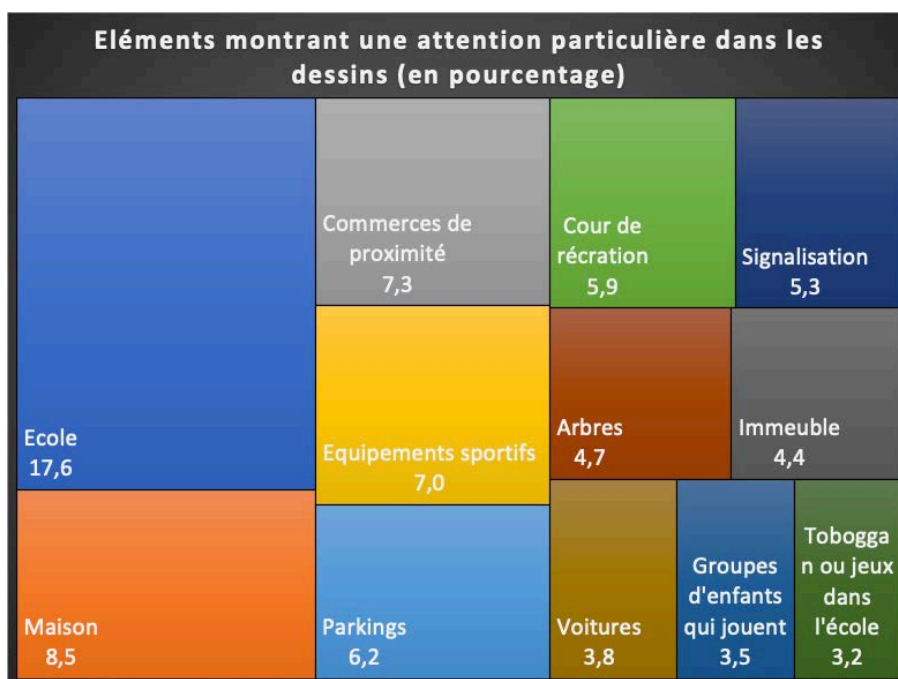 Eléments montrant une attention particulière dans les
dessins (en pourcentage)
Ecole
17,6
Maison
8,5
Commerces de
proximité
7,3
Equipements sportifs
7,0
Parkings
6,2
Cour de
récration
5,9
Signalisation
5,3
Arbres
4,7
Immeuble
4,4
Voitures
3,8
Groupes
d'enfants
qui jouent
3,5
Tobogga
n ou jeux
dans
l'école
3,2